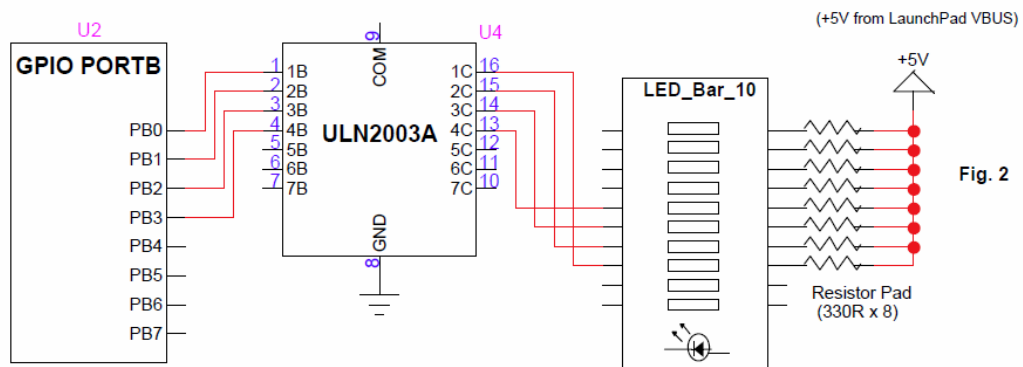 (+5V from LaunchPad VBUS)
U2
GPIO PORTB
PB0
PB1
PB2
PB3
PB4
PB5
PB6
PB7
U4
9
COM
1 1B 1C 16
2 2B 2C 15
3 3B 3C 14
4 4B 4C 13
5 5B 5C 12
6 6B 6C 11
7 7B 7C 10
ULN2003A
GND
8
LED_Bar_10
+5V
Resistor Pad
(330R x 8)
Fig. 2